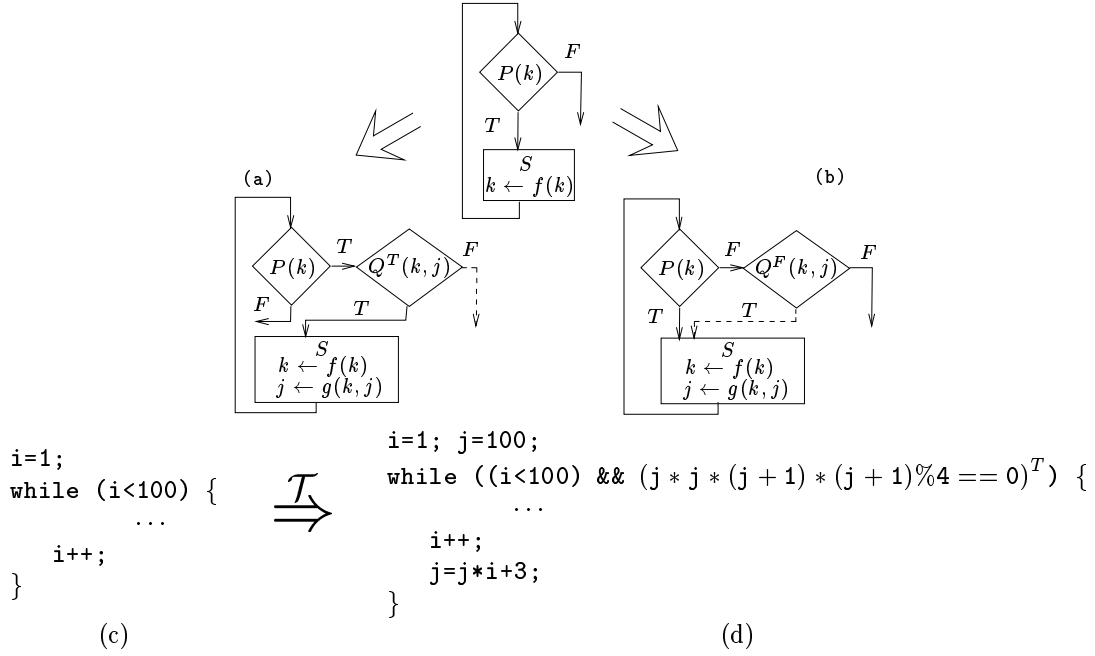 P(k)
F
T
S
k ← f(k)
(a)
P(k)
T
Q^T(k, j)
F
F
T
S
k ← f(k)
j ← g(k, j)
(b)
P(k)
F
Q^F(k, j)
F
T
T
S
k ← f(k)
j ← g(k, j)
i=1;
while (i<100) {
...
i++;
}
(c)
𝒯
⇒
i=1; j=100;
while ((i<100) && (j * j * (j + 1) * (j + 1)%4 == 0)^T) {
...
i++;
j=j*i+3;
}
(d)